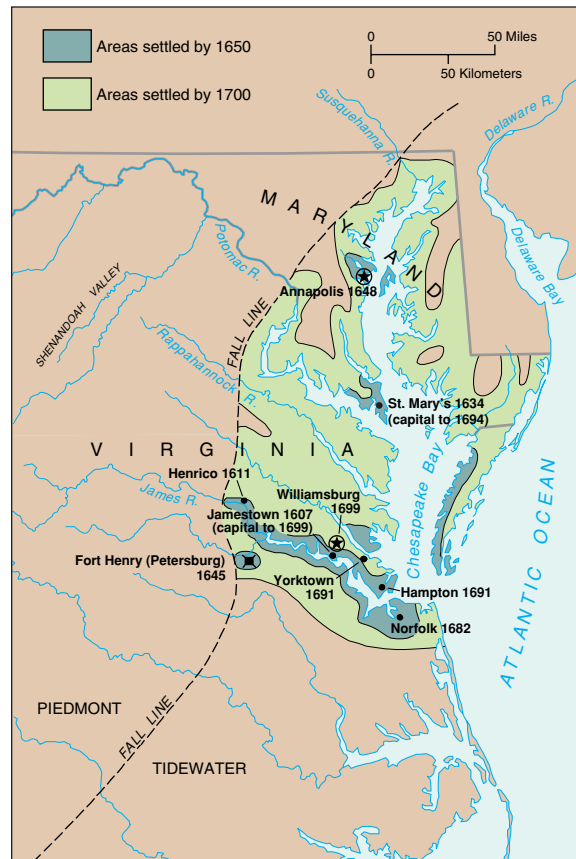 Areas settled by 1650
Areas settled by 1700
0 50 Miles
0 50 Kilometers
Susquehanna R.
Delaware R.
Delaware Bay
MARYLAND
Potomac R.
SHENANDOAH VALLEY
FALL LINE
Annapolis 1648
Rappahannock R.
St. Mary's 1634
(capital to 1694)
VIRGINIA
Chesapeake Bay
Henrico 1611
James R.
Williamsburg
1699
Jamestown 1607
(capital to 1699)
Fort Henry (Petersburg)
1645
Yorktown
1691
Hampton 1691
Norfolk 1682
ATLANTIC OCEAN
PIEDMONT
FALL LINE
TIDEWATER